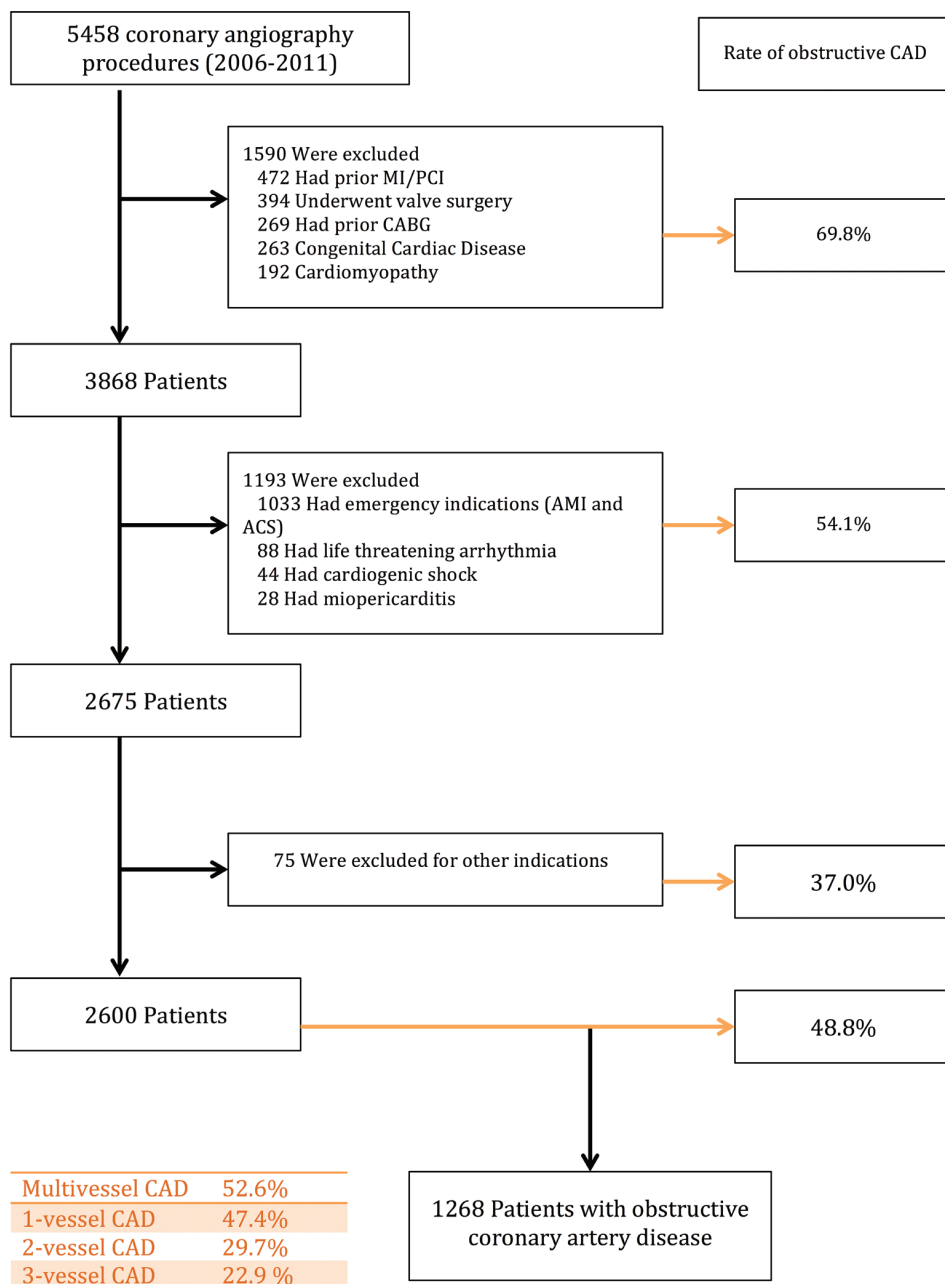 5458 coronary angiography
procedures (2006-2011)
Rate of obstructive CAD
1590 Were excluded
472 Had prior MI/PCI
394 Underwent valve surgery
269 Had prior CABG
263 Congenital Cardiac Disease
192 Cardiomyopathy
69.8%
3868 Patients
1193 Were excluded
1033 Had emergency indications (AMI and
ACS)
88 Had life threatening arrhythmia
44 Had cardiogenic shock
28 Had miopericarditis
54.1%
2675 Patients
75 Were excluded for other indications
37.0%
2600 Patients
48.8%
1268 Patients with obstructive
coronary artery disease
Multivessel CAD 52.6%
1-vessel CAD 47.4%
2-vessel CAD 29.7%
3-vessel CAD 22.9 %